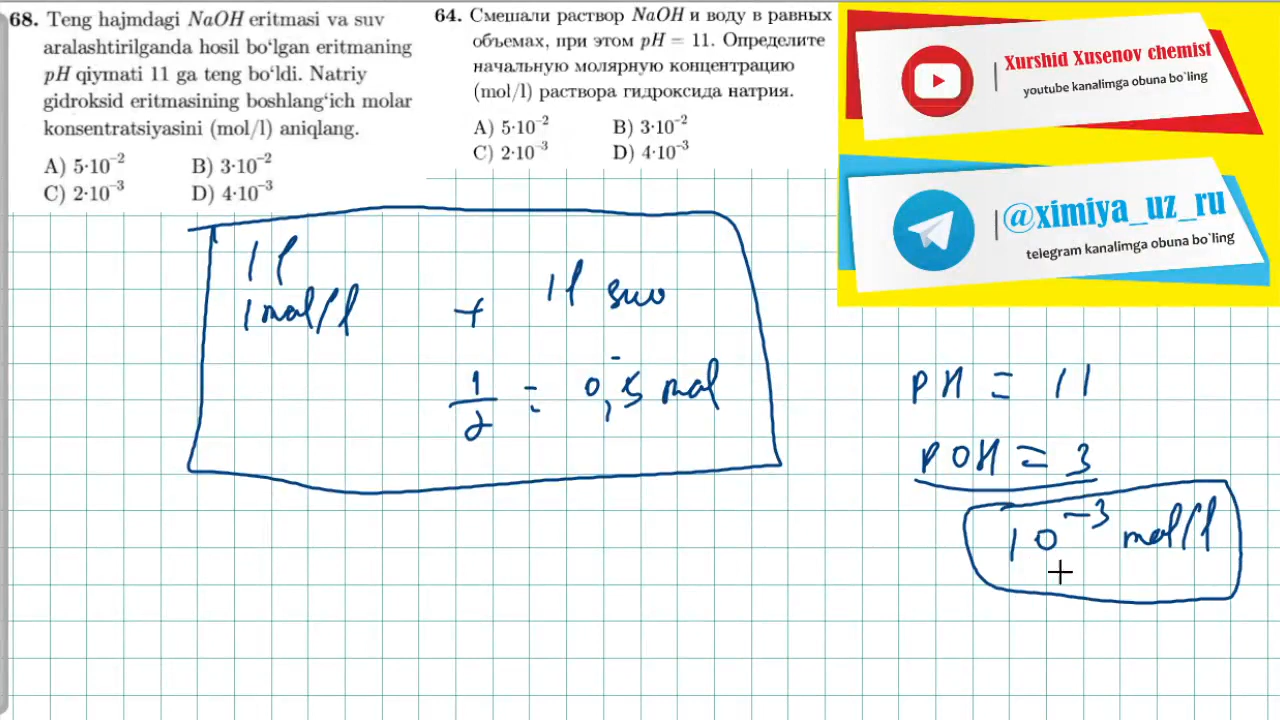 68. Teng hajmdagi NaOH eritmasi va suv
aralashtirilganda hosil bo‘lgan eritmaning
pH qiymati 11 ga teng bo‘ldi. Natriy
gidroksid eritmasining boshlang‘ich molar
konsentratsiyasini (mol/l) aniqlang.
A) 5·10⁻² B) 3·10⁻²
C) 2·10⁻³ D) 4·10⁻³
64. Смешали раствор NaOH и воду в равных
объемах, при этом pH = 11. Определите
начальную молярную концентрацию
(mol/l) раствора гидроксида натрия.
A) 5·10⁻² B) 3·10⁻²
C) 2·10⁻³ D) 4·10⁻³
Xurshid Xusenov chemist
youtube kanalimga obuna bo`ling
@ximiya_uz_ru
telegram kanalimga obuna bo`ling
1 l
1 mol/l + 1 l suv
1/2 = 0,5 mol
PH = 11
POH = 3
10⁻³ mol/l